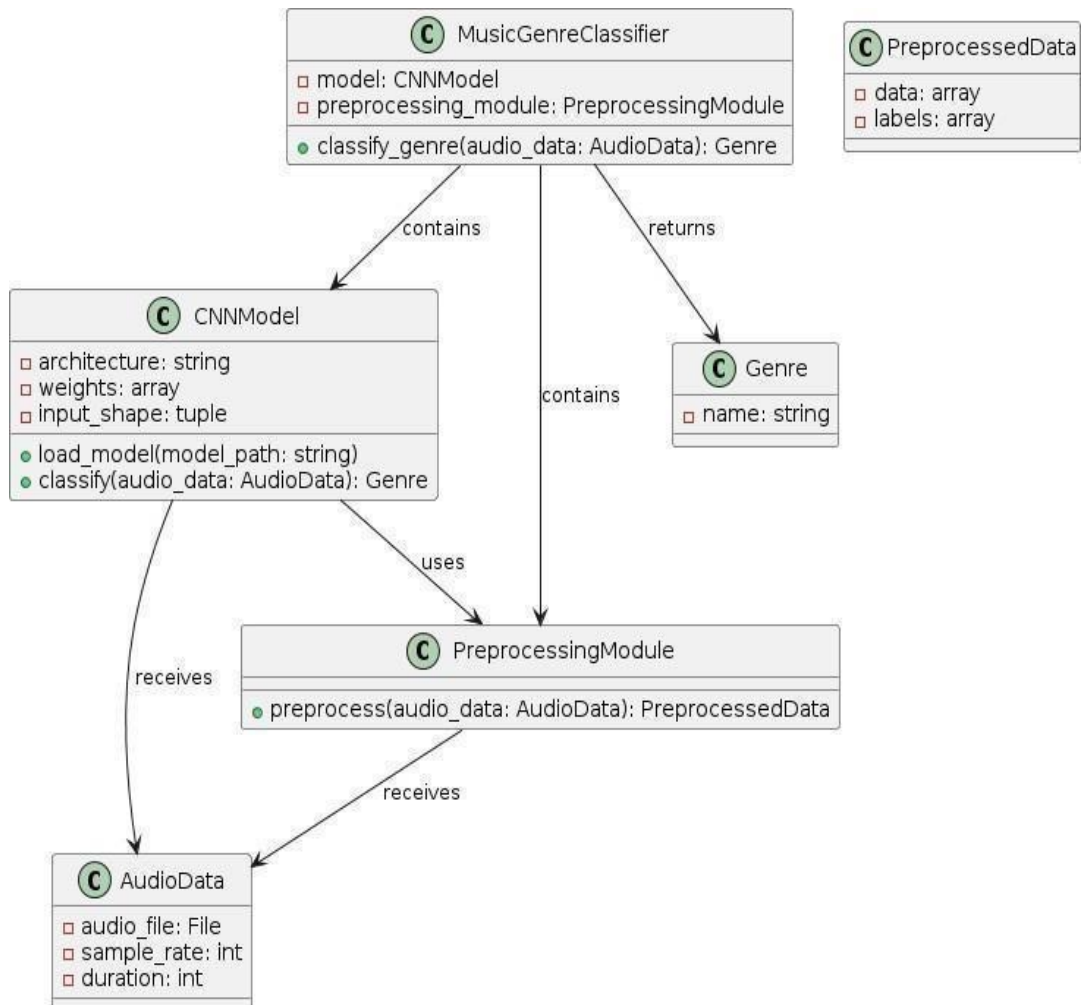 C MusicGenreClassifier
model: CNNModel
preprocessing_module: PreprocessingModule
classify_genre(audio_data: AudioData): Genre
C PreprocessedData
data: array
labels: array
contains
contains
returns
C CNNModel
architecture: string
weights: array
input_shape: tuple
load_model(model_path: string)
classify(audio_data: AudioData): Genre
C Genre
name: string
receives
uses
C PreprocessingModule
preprocess(audio_data: AudioData): PreprocessedData
receives
C AudioData
audio_file: File
sample_rate: int
duration: int